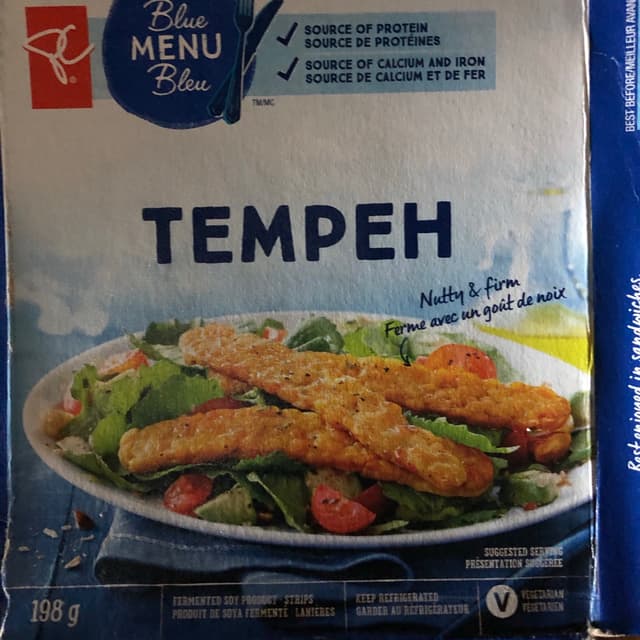 PC®
Blue
MENU
Bleu
TM/MC
SOURCE OF PROTEIN
SOURCE DE PROTÉINES
SOURCE OF CALCIUM AND IRON
SOURCE DE CALCIUM ET DE FER
TEMPEH
Nutty & firm
Ferme avec un goût de noix
SUGGESTED SERVING
PRÉSENTATION SUGGÉRÉE
198 g
FERMENTED SOY PRODUCT STRIPS
PRODUIT DE SOYA FERMENTÉ LANIÈRES
KEEP REFRIGERATED
GARDER AU RÉFRIGÉRATEUR
V
VEGETARIAN
VÉGÉTARIEN
BEST BEFORE/MEILLEUR AVANT
Best enjoyed in sandwiches